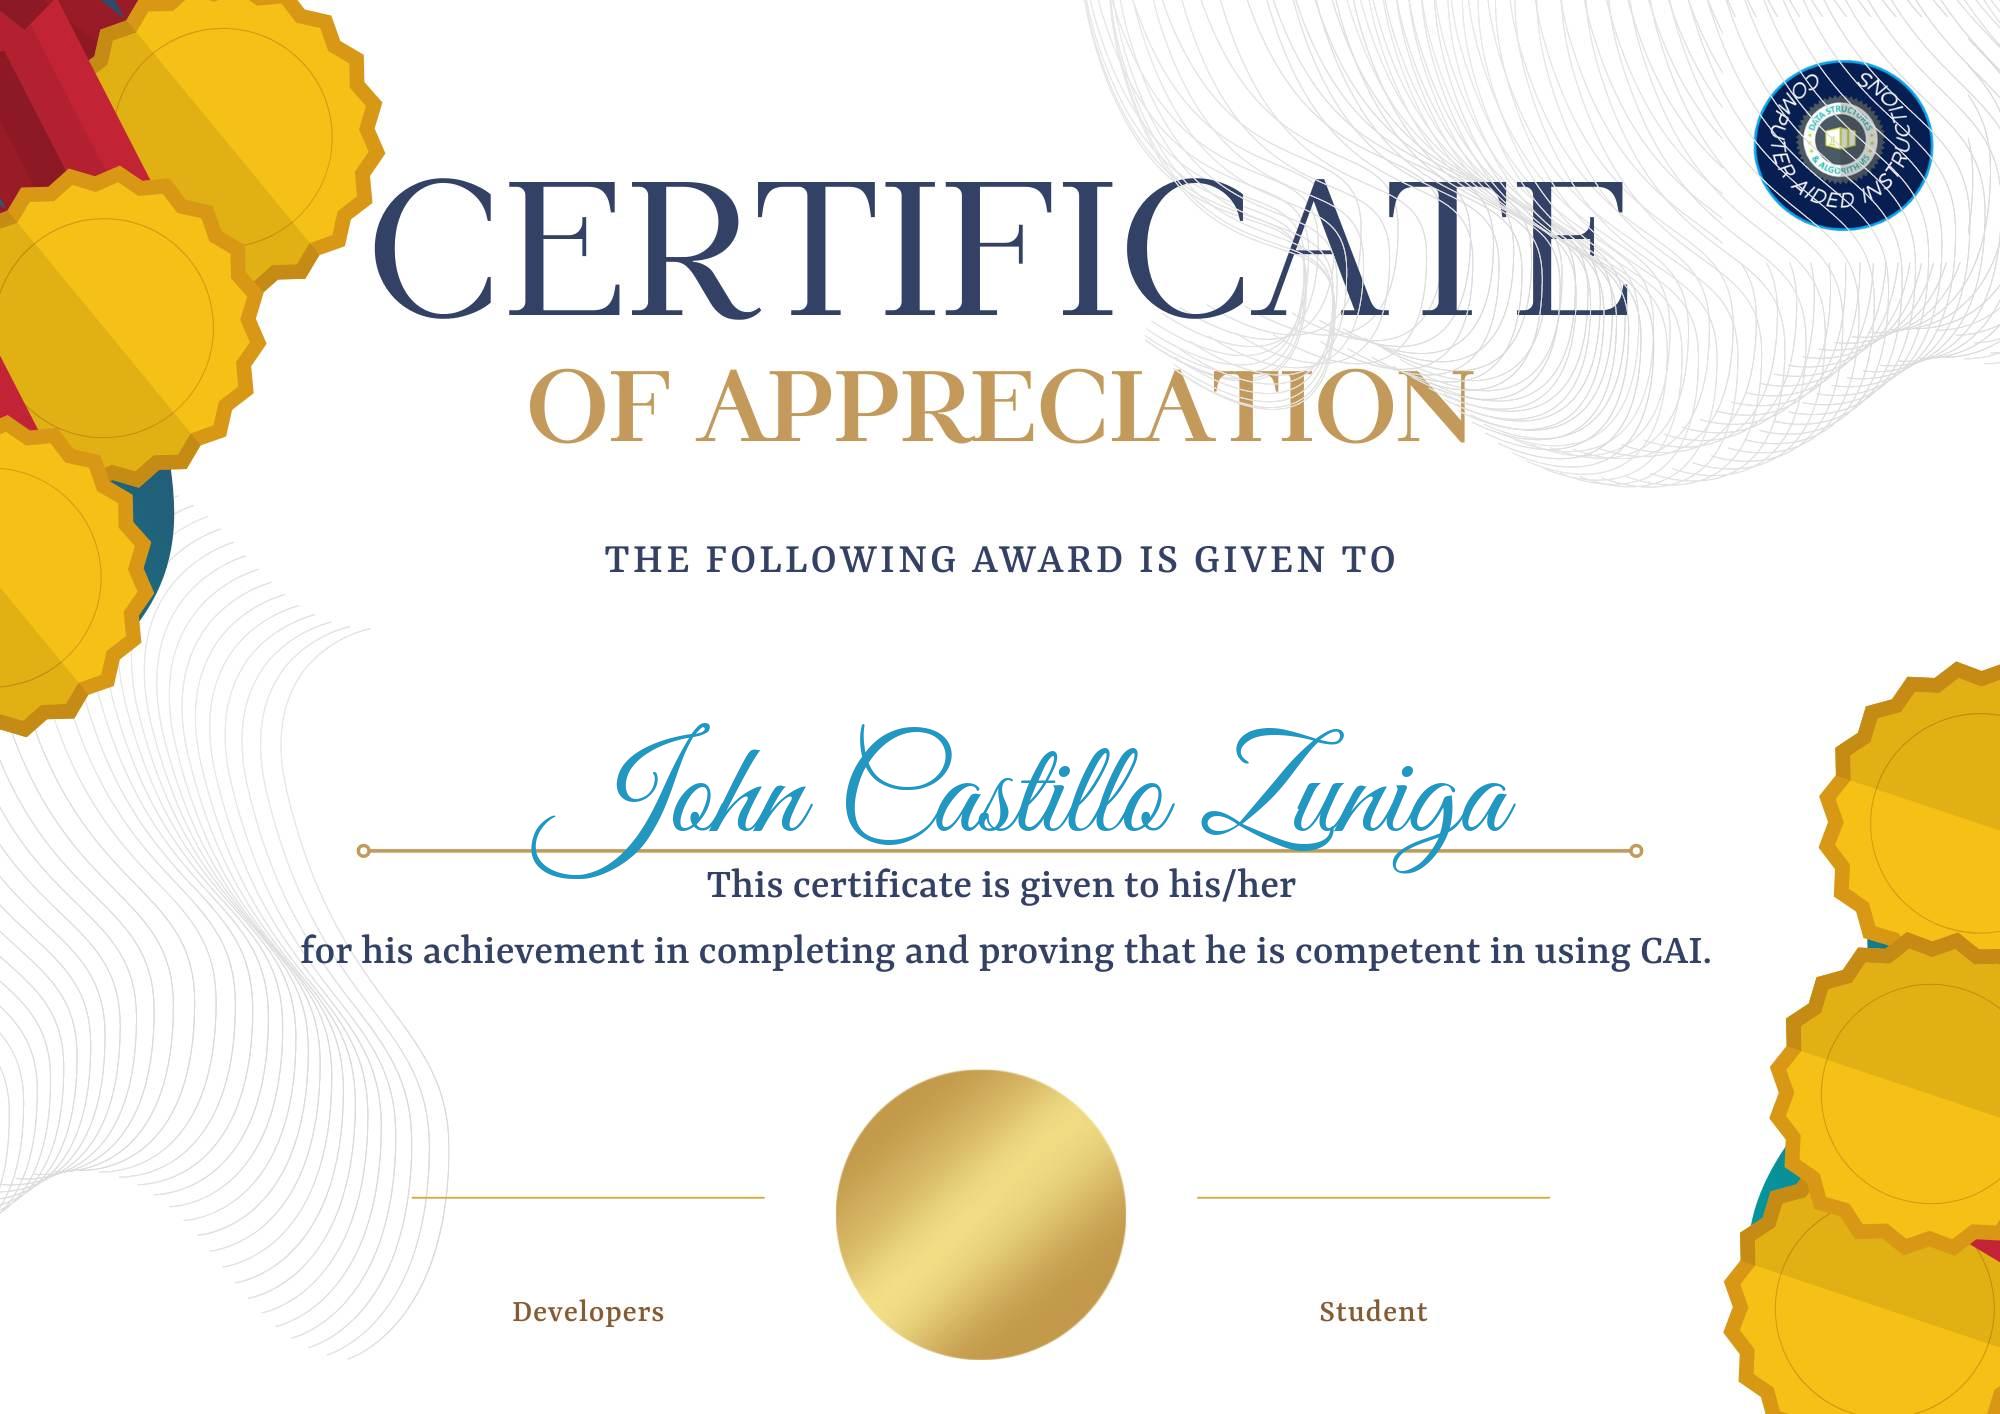 COMPUTER AIDED INSTRUCTIONS
DATA STRUCTURES
& ALGORITHMS
CERTIFICATE
OF APPRECIATION
THE FOLLOWING AWARD IS GIVEN TO
John Castillo Zuniga
This certificate is given to his/her
for his achievement in completing and proving that he is competent in using CAI.
Developers
Student